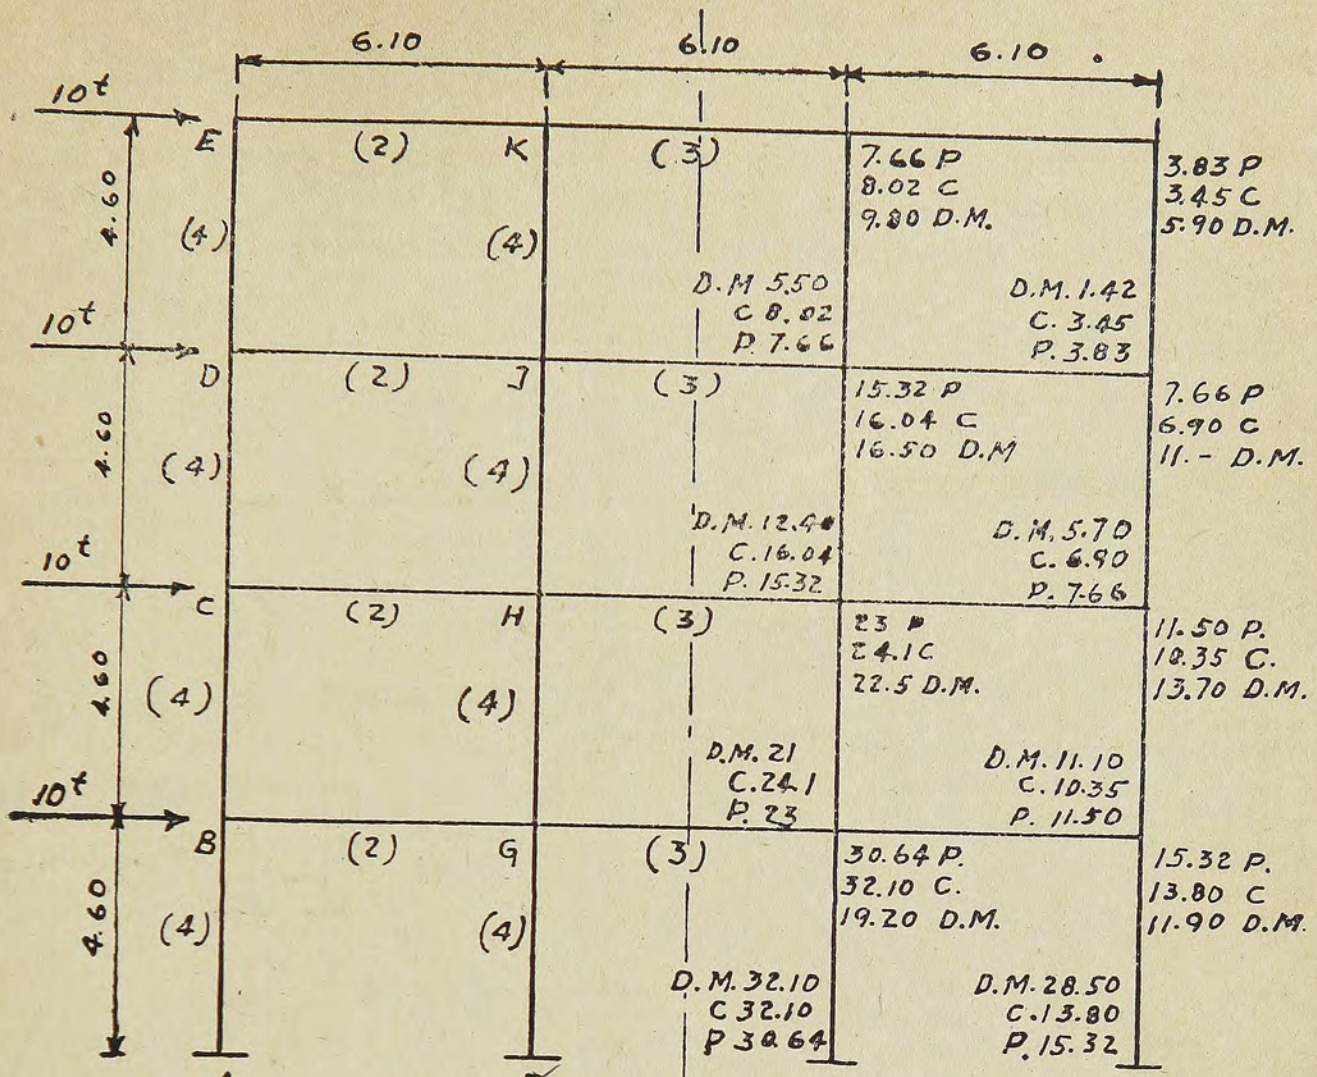 6.10 6.10 6.10
10t
E (2) K (3)
7.66 P
8.02 C
9.80 D.M.
3.83 P
3.45 C
5.90 D.M.
4.60
(4) (4)
D.M 5.50
C 8.02
P. 7.66
D.M. 1.42
C. 3.45
P. 3.83
10t
D (2) J (3)
15.32 P
16.04 C
16.50 D.M
7.66 P
6.90 C
11.- D.M.
4.60
(4) (4)
D.M. 12.40
C. 16.04
P. 15.32
D.M. 5.70
C. 6.90
P. 7.66
10t
C (2) H (3)
23 P
24.1 C
22.5 D.M.
11.50 P.
10.35 C.
13.70 D.M.
4.60
(4) (4)
D.M. 21
C. 24.1
P. 23
D.M. 11.10
C. 10.35
P. 11.50
10t
B (2) G (3)
30.64 P.
32.10 C.
19.20 D.M.
15.32 P.
13.80 C
11.90 D.M.
4.60
(4) (4)
D.M. 32.10
C 32.10
P 30.64
D.M. 28.50
C. 13.80
P. 15.32